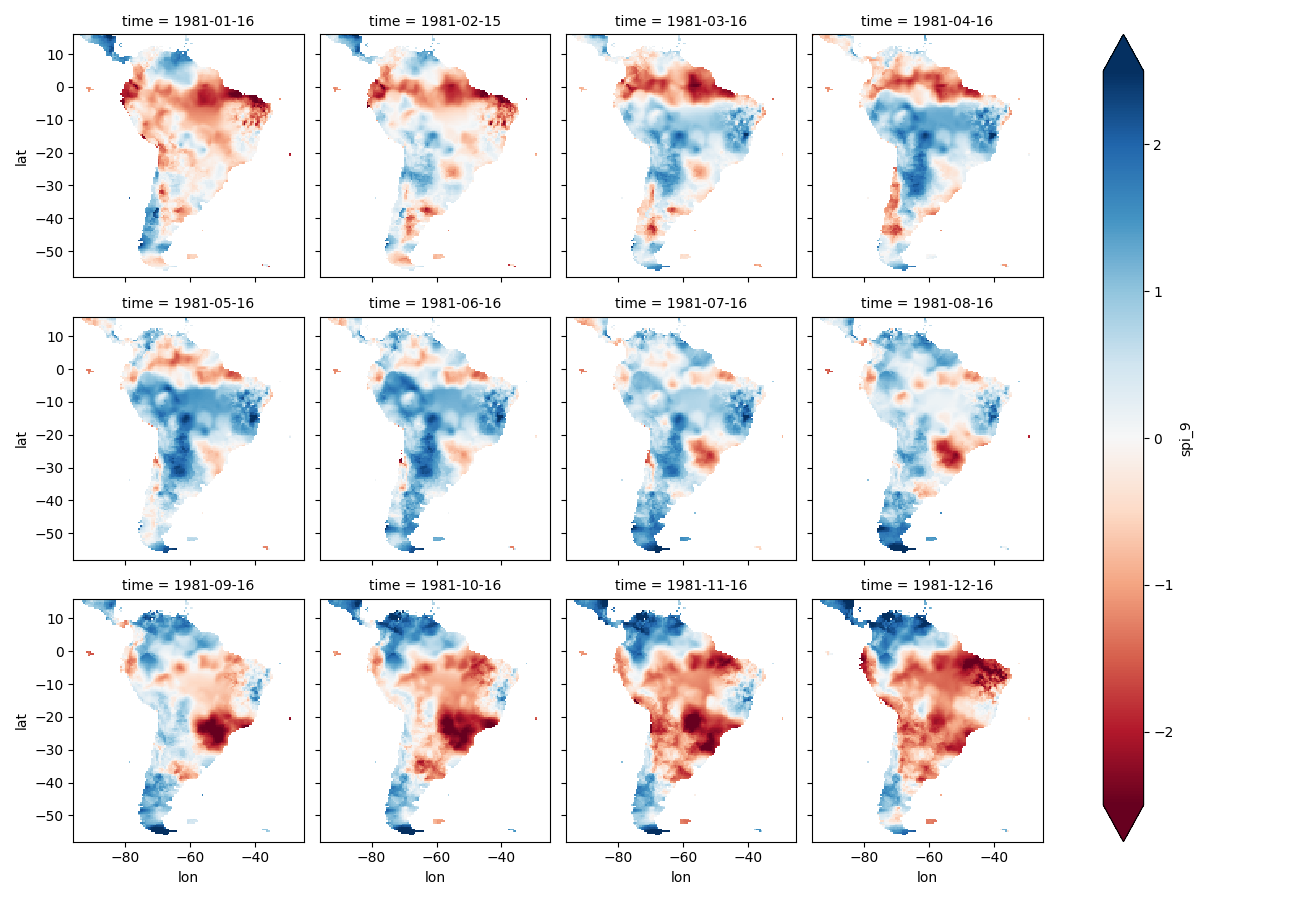 time = 1981-01-16
time = 1981-02-15
time = 1981-03-16
time = 1981-04-16
10
0
−10
−20
−30
−40
−50
lat
time = 1981-05-16
time = 1981-06-16
time = 1981-07-16
time = 1981-08-16
10
0
−10
−20
−30
−40
−50
lat
time = 1981-09-16
time = 1981-10-16
time = 1981-11-16
time = 1981-12-16
10
0
−10
−20
−30
−40
−50
lat
−80
−60
−40
lon
−80
−60
−40
lon
−80
−60
−40
lon
−80
−60
−40
lon
2
1
0
−1
−2
spi_9